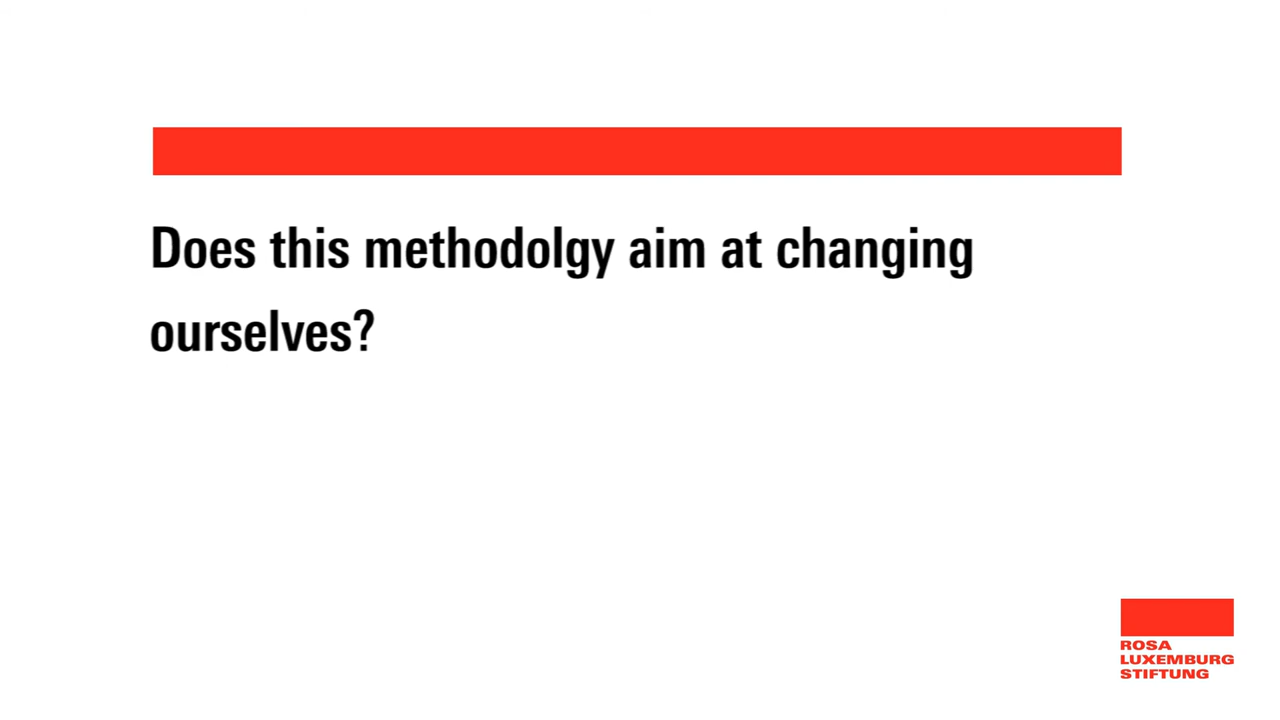 Does this methodolgy aim at changing
ourselves?
ROSA
LUXEMBURG
STIFTUNG